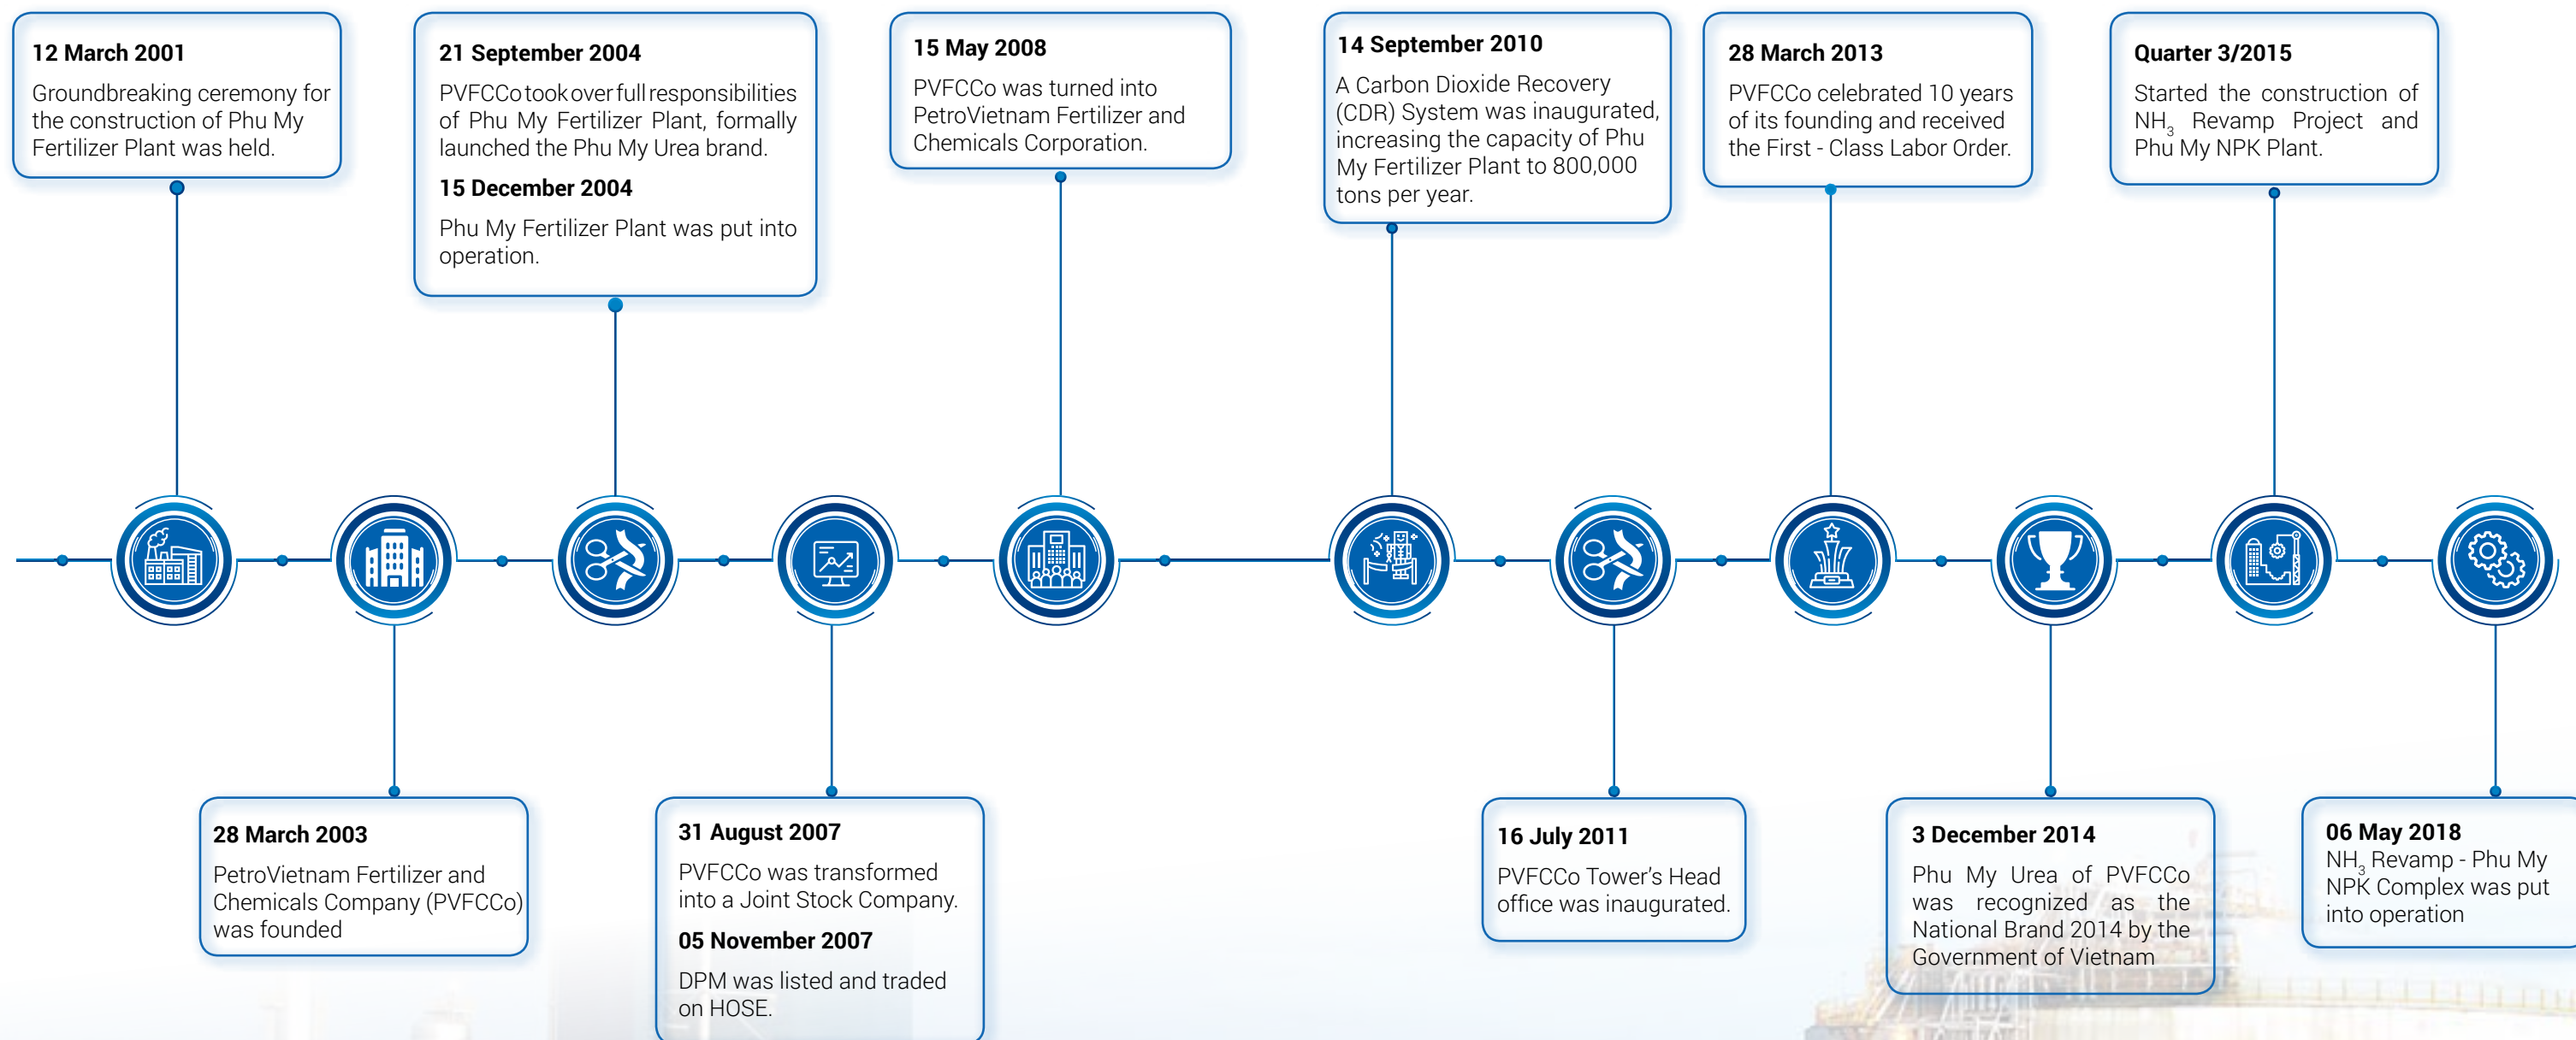 12 March 2001
Groundbreaking ceremony for
the construction of Phu My
Fertilizer Plant was held.
28 March 2003
PetroVietnam Fertilizer and
Chemicals Company (PVFCCo)
was founded
21 September 2004
PVFCCo took over full responsibilities
of Phu My Fertilizer Plant, formally
launched the Phu My Urea brand.
15 December 2004
Phu My Fertilizer Plant was put into
operation.
31 August 2007
PVFCCo was transformed
into a Joint Stock Company.
05 November 2007
DPM was listed and traded
on HOSE.
15 May 2008
PVFCCo was turned into
PetroVietnam Fertilizer and
Chemicals Corporation.
14 September 2010
A Carbon Dioxide Recovery
(CDR) System was inaugurated,
increasing the capacity of Phu
My Fertilizer Plant to 800,000
tons per year.
16 July 2011
PVFCCo Tower's Head
office was inaugurated.
28 March 2013
PVFCCo celebrated 10 years
of its founding and received
the First - Class Labor Order.
3 December 2014
Phu My Urea of PVFCCo
was recognized as the
National Brand 2014 by the
Government of Vietnam
Quarter 3/2015
Started the construction of
NH₃ Revamp Project and
Phu My NPK Plant.
06 May 2018
NH₃ Revamp - Phu My
NPK Complex was put
into operation